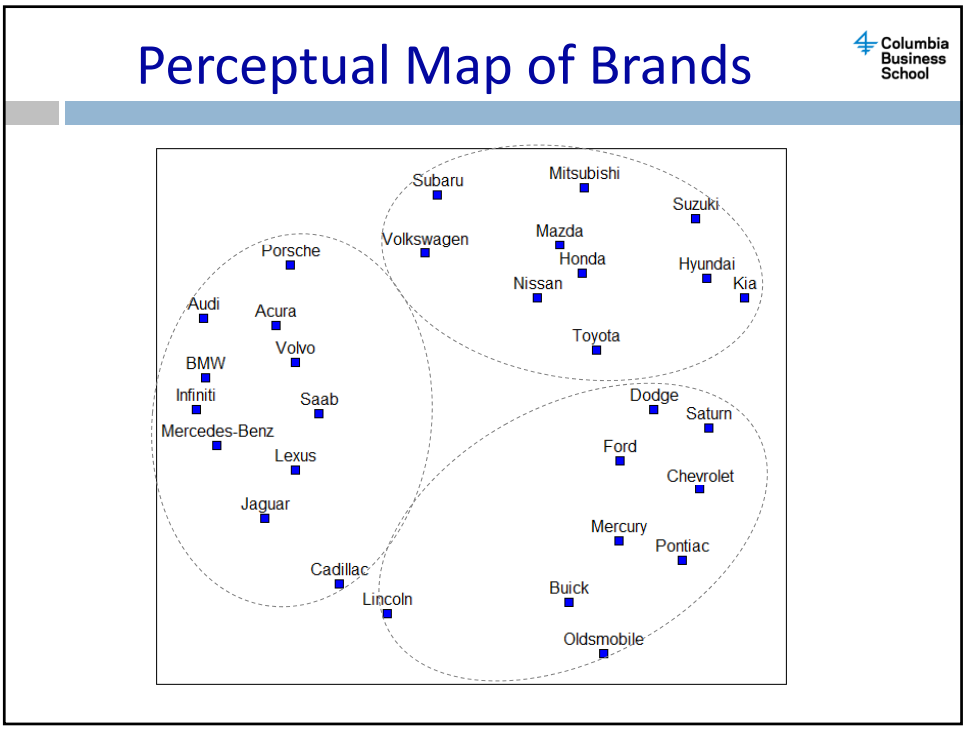 Perceptual Map of Brands
Columbia
Business
School
Subaru
Mitsubishi
Suzuki
Volkswagen
Mazda
Honda
Hyundai
Kia
Nissan
Toyota
Porsche
Audi
Acura
Volvo
BMW
Infiniti
Saab
Mercedes-Benz
Lexus
Jaguar
Cadillac
Lincoln
Dodge
Saturn
Ford
Chevrolet
Mercury
Pontiac
Buick
Oldsmobile